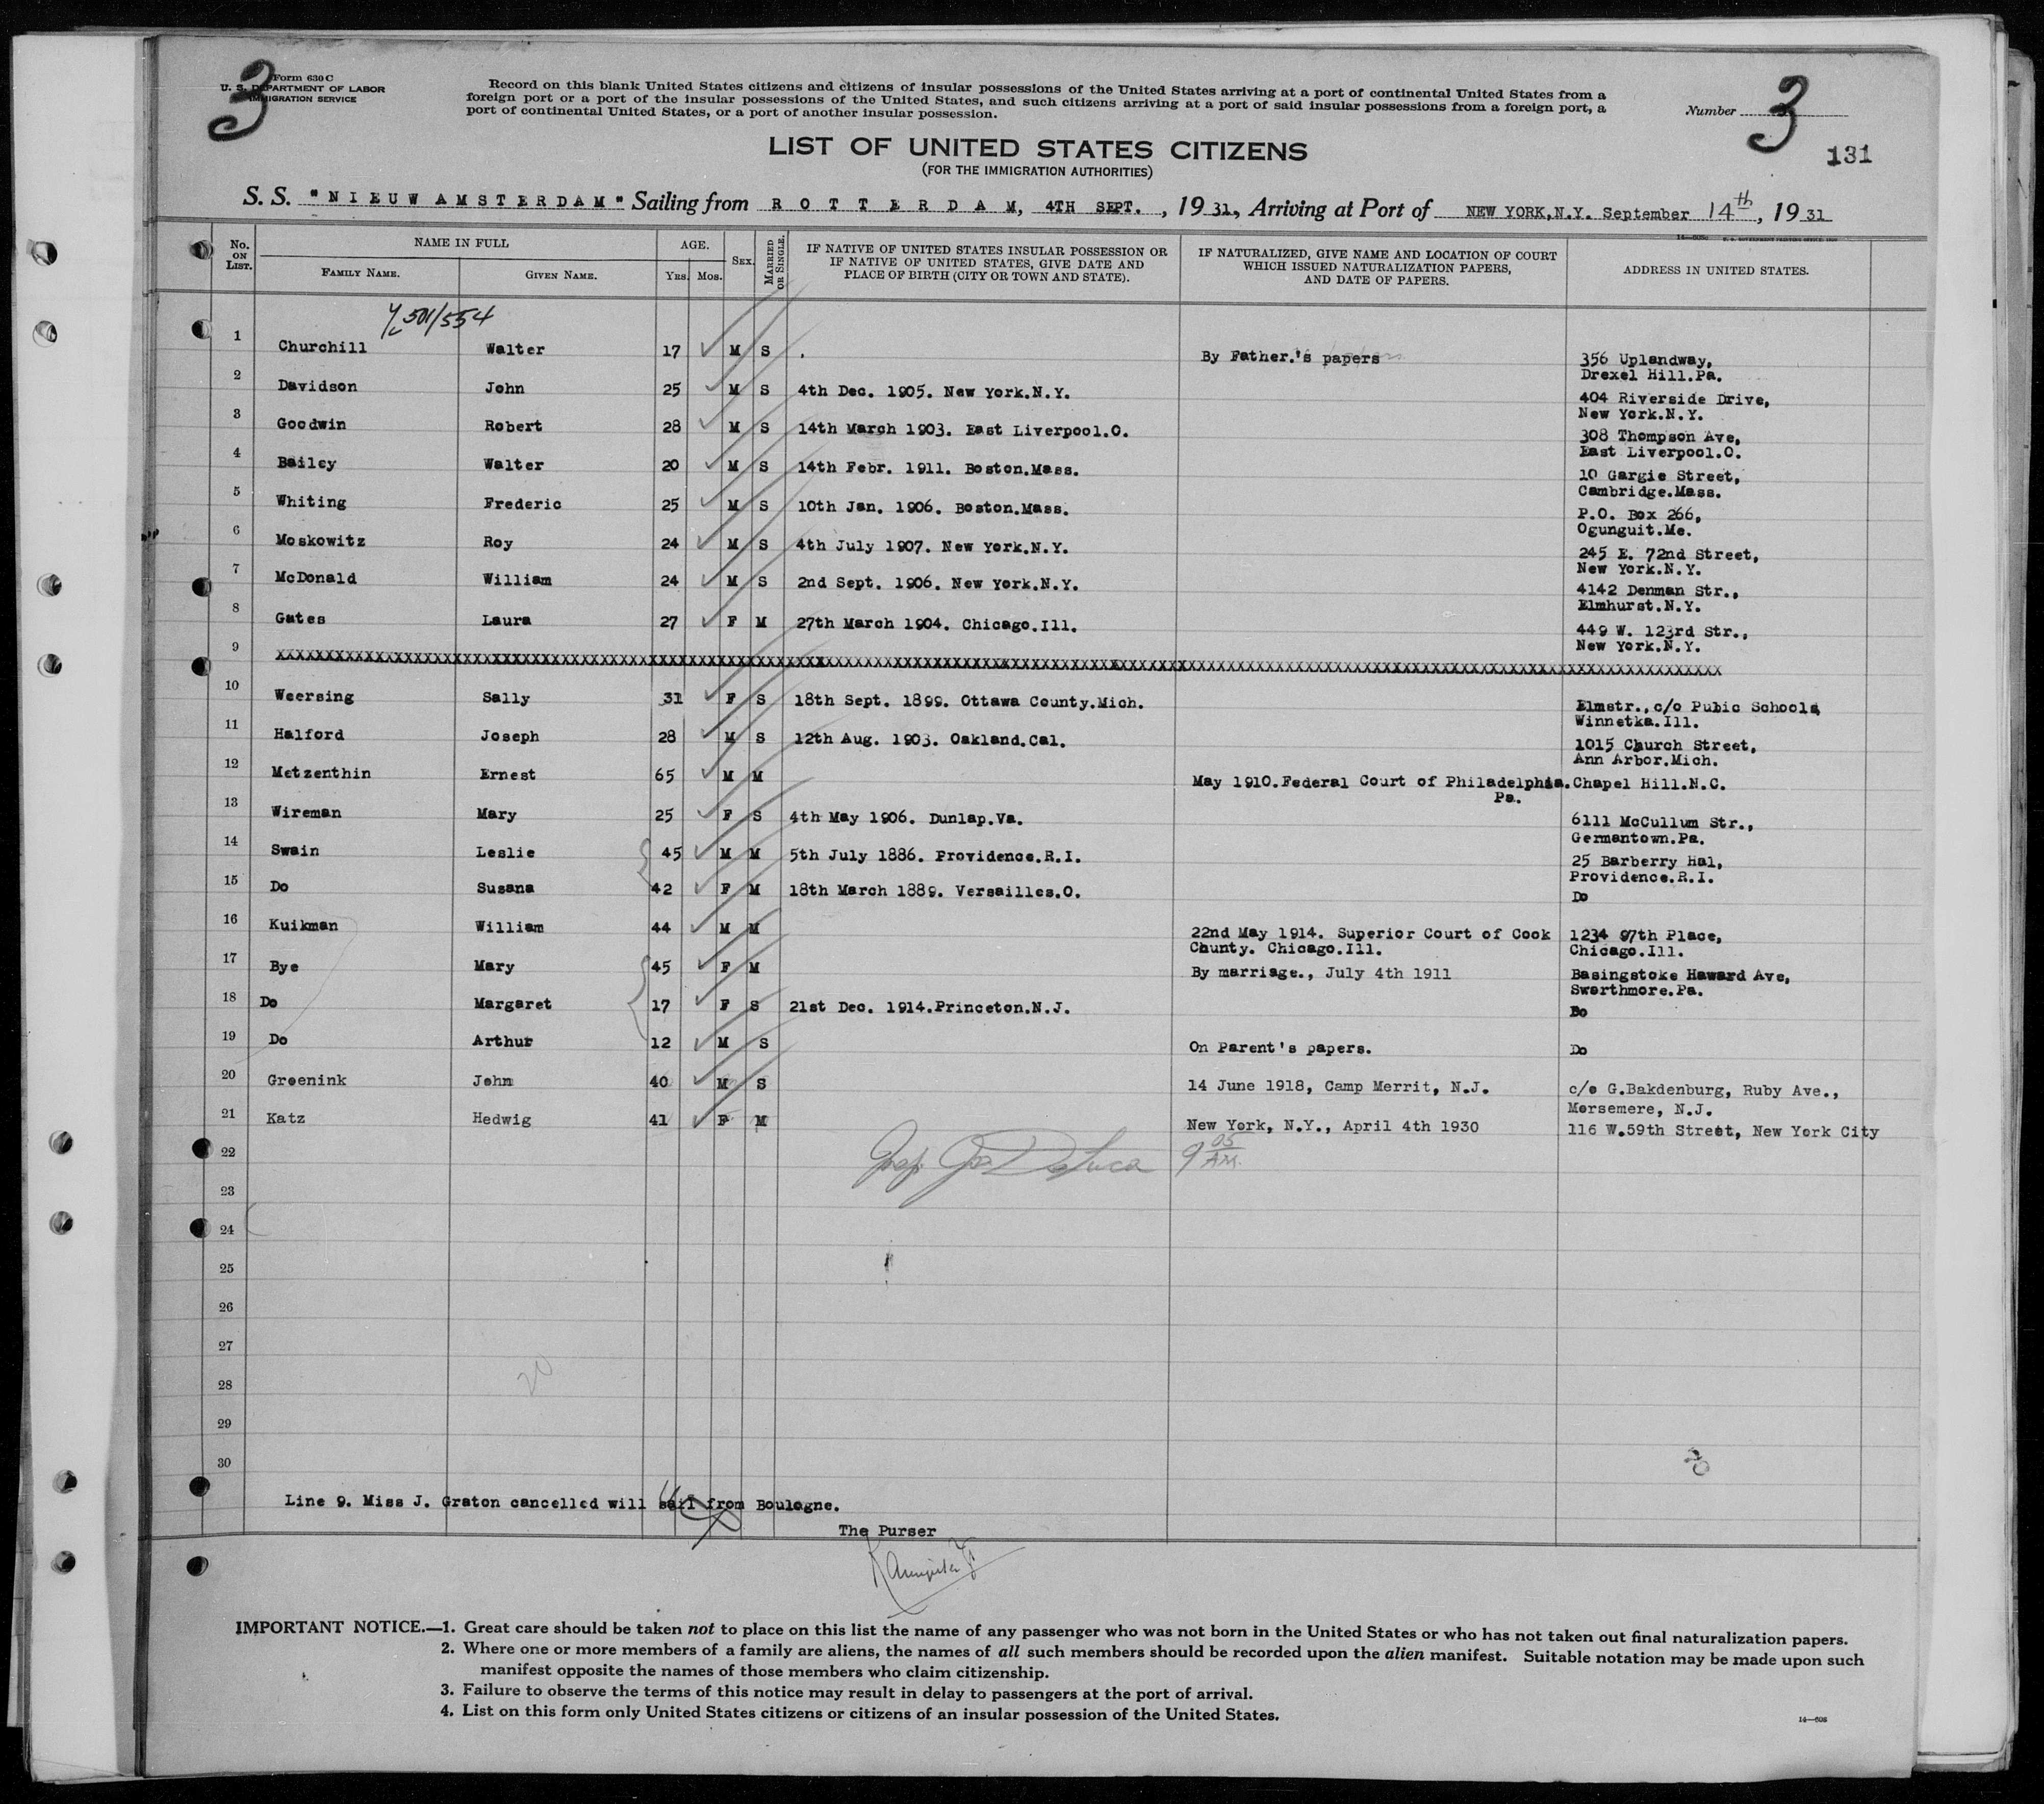 3
Form 630 C
U. S. DEPARTMENT OF LABOR
IMMIGRATION SERVICE
Record on this blank United States citizens and citizens of insular possessions of the United States arriving at a port of continental United States from a
foreign port or a port of the insular possessions of the United States, and such citizens arriving at a port of said insular possessions from a foreign port, a
port of continental United States, or a port of another insular possession.
Number 3
131
LIST OF UNITED STATES CITIZENS
(FOR THE IMMIGRATION AUTHORITIES)
S. S. "NIEUW AMSTERDAM" Sailing from ROTTERDAM, 4TH SEPT., 1931, Arriving at Port of NEW YORK,N.Y. September 14th, 1931
No. ON LIST. NAME IN FULL FAMILY NAME. GIVEN NAME. AGE. YRS. MOS. SEX. MARRIED OR SINGLE. IF NATIVE OF UNITED STATES INSULAR POSSESSION OR IF NATIVE OF UNITED STATES, GIVE DATE AND PLACE OF BIRTH (CITY OR TOWN AND STATE). IF NATURALIZED, GIVE NAME AND LOCATION OF COURT WHICH ISSUED NATURALIZATION PAPERS, AND DATE OF PAPERS. ADDRESS IN UNITED STATES.
501/554
1 Churchill Walter 17 M S . By Father.'s papers 356 Uplandway,
Drexel Hill.Pa.
2 Davidson John 25 M S 4th Dec. 1905. New York.N.Y. 404 Riverside Drive,
New York.N.Y.
3 Goodwin Robert 28 M S 14th March 1903. East Liverpool.O. 308 Thompson Ave,
East Liverpool.O.
4 Bailey Walter 20 M S 14th Febr. 1911. Boston.Mass. 10 Gargie Street,
Cambridge.Mass.
5 Whiting Frederic 25 M S 10th Jan. 1906. Boston.Mass. P.O. Box 266,
Ogunguit.Me.
6 Moskowitz Roy 24 M S 4th July 1907. New York.N.Y. 245 E. 72nd Street,
New York.N.Y.
7 McDonald William 24 M S 2nd Sept. 1906. New York.N.Y. 4142 Denman Str.,
Elmhurst.N.Y.
8 Gates Laura 27 F M 27th March 1904. Chicago.Ill. 449 W. 123rd Str.,
New York.N.Y.
9
10 Weersing Sally 31 F S 18th Sept. 1899. Ottawa County.Mich. Elmstr.,c/o Pubic Schools,
Winnetka.Ill.
11 Halford Joseph 28 M S 12th Aug. 1903. Oakland.Cal. 1015 Church Street,
Ann Arbor.Mich.
12 Metzenthin Ernest 65 M M May 1910.Federal Court of Philadelphia. Chapel Hill.N.C.
Pa.
13 Wireman Mary 25 F S 4th May 1906. Dunlap.Va. 6111 McCullum Str.,
Germantown.Pa.
14 Swain Leslie 45 M M 5th July 1886. Providence.R.I. 25 Barberry Hal,
Providence.R.I.
15 Do Susana 42 F M 18th March 1889. Versailles.O. Do
16 Kuikman William 44 M M 22nd May 1914. Superior Court of Cook 1234 97th Place,
County. Chicago.Ill. Chicago.Ill.
17 Bye Mary 45 F M By marriage., July 4th 1911 Basingstoke Haward Ave,
Swarthmore.Pa.
18 Do Margaret 17 F S 21st Dec. 1914.Princeton.N.J. Do
19 Do Arthur 12 M S On Parent's papers. Do
20 Greenink John 40 M S 14 June 1918, Camp Merrit, N.J. c/o G.Bakdenburg, Ruby Ave.,
Morsemere, N.J.
21 Katz Hedwig 41 F M New York, N.Y., April 4th 1930 116 W.59th Street, New York City
22 Insp. Jos DeLuca 9 05 A.M.
23
24
25
26
27
28 20
29
30 20
Line 9. Miss J. Graton cancelled will sail from Boulogne.
The Purser
IMPORTANT NOTICE.—1. Great care should be taken not to place on this list the name of any passenger who was not born in the United States or who has not taken out final naturalization papers.
2. Where one or more members of a family are aliens, the names of all such members should be recorded upon the alien manifest. Suitable notation may be made upon such
manifest opposite the names of those members who claim citizenship.
3. Failure to observe the terms of this notice may result in delay to passengers at the port of arrival.
4. List on this form only United States citizens or citizens of an insular possession of the United States.
14—608